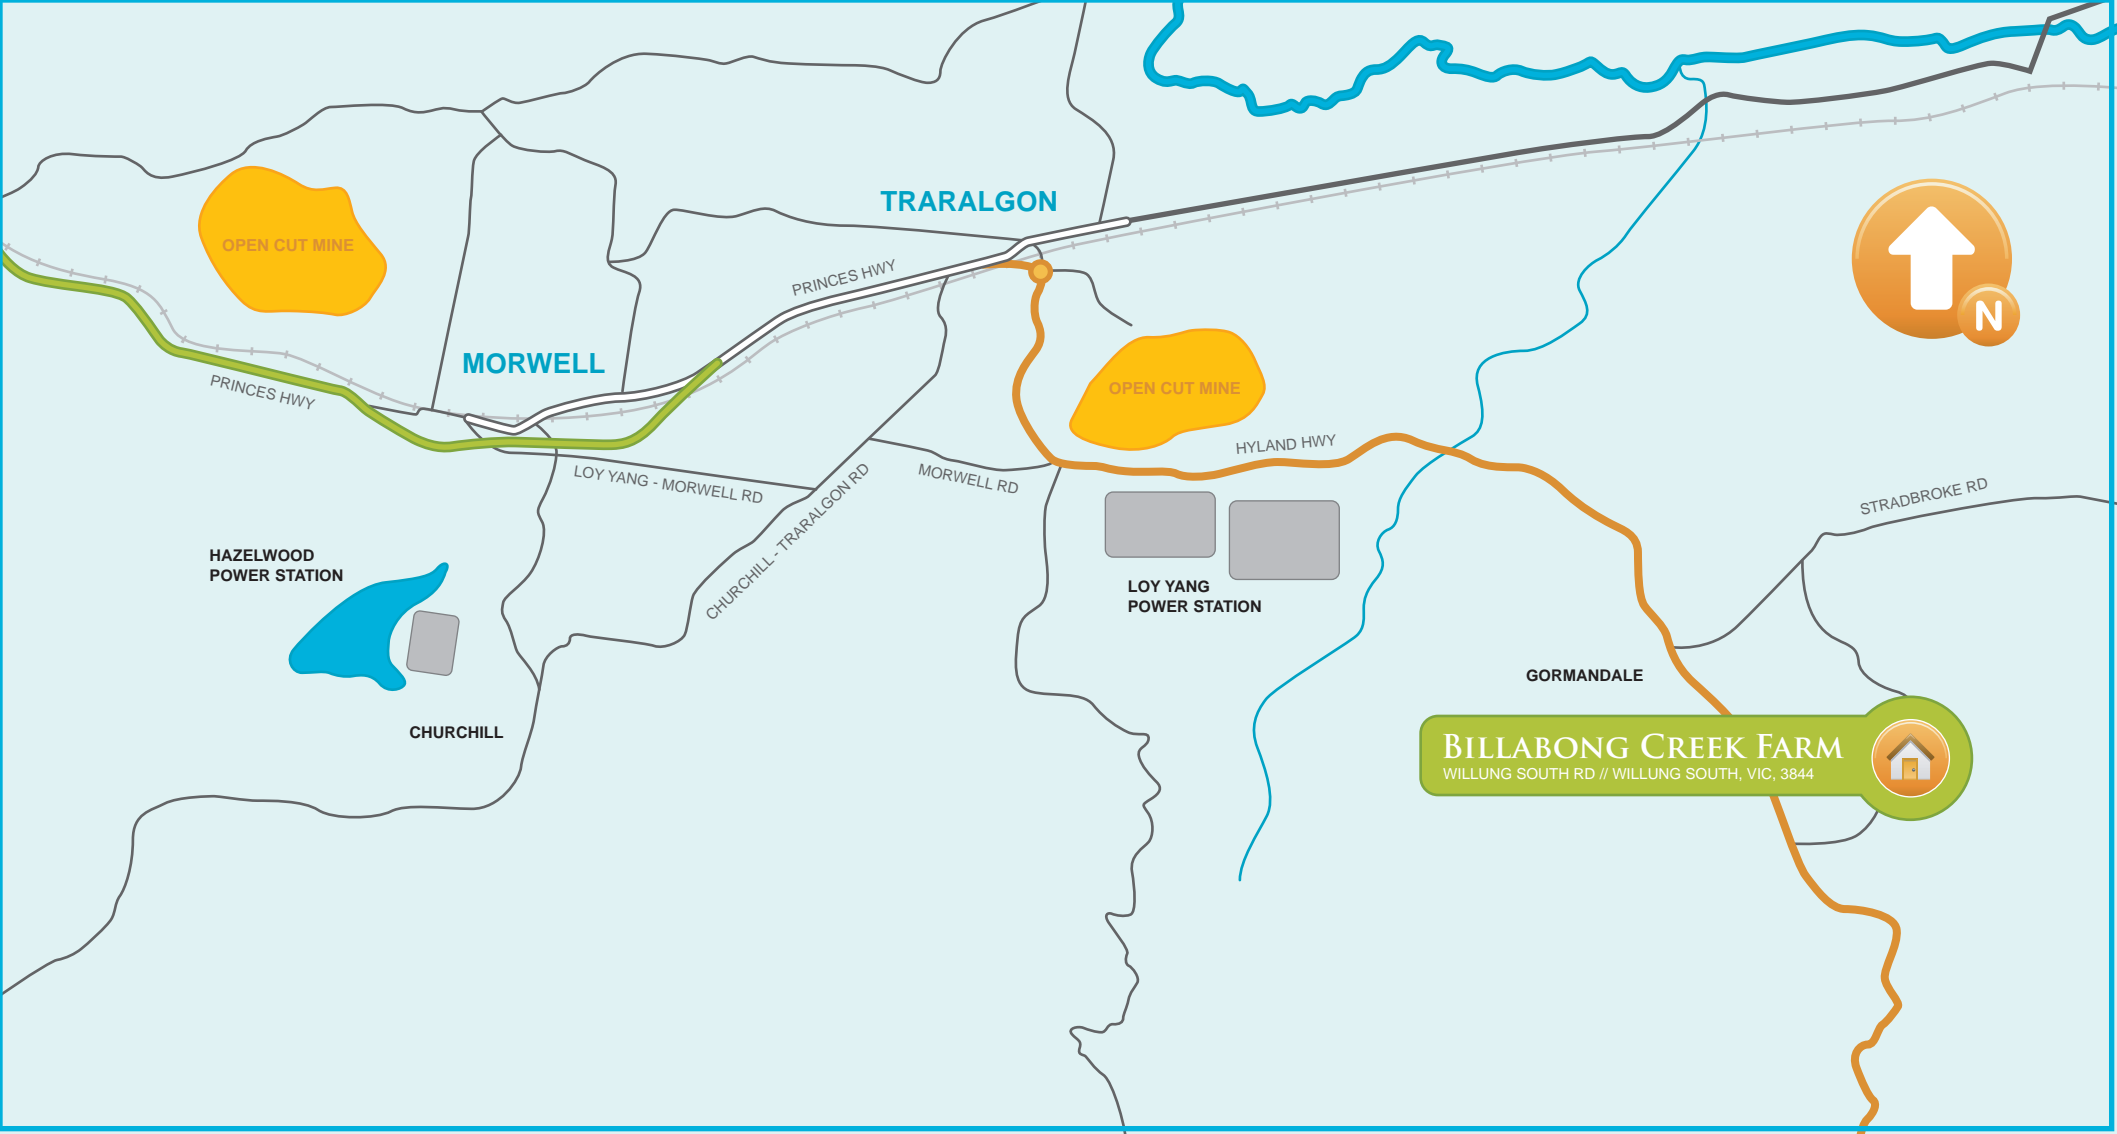 TRARALGON
OPEN CUT MINE
PRINCES HWY
N
MORWELL
PRINCES HWY
OPEN CUT MINE
HYLAND HWY
LOY YANG - MORWELL RD
MORWELL RD
CHURCHILL - TRARALGON RD
STRADBROKE RD
HAZELWOOD
POWER STATION
LOY YANG
POWER STATION
GORMANDALE
CHURCHILL
BILLABONG CREEK FARM
WILLUNG SOUTH RD // WILLUNG SOUTH, VIC, 3844